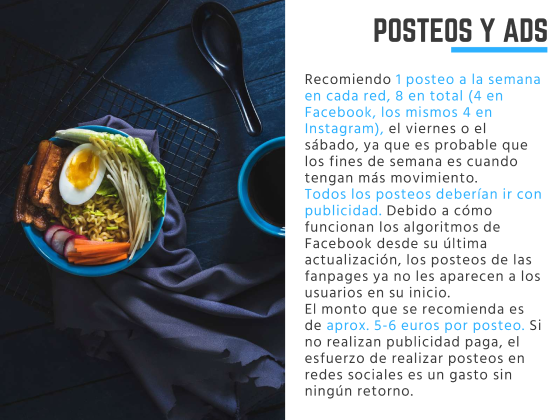 POSTEOS Y ADS
Recomiendo 1 posteo a la semana
en cada red, 8 en total (4 en
Facebook, los mismos 4 en
Instagram), el viernes o el
sábado, ya que es probable que
los fines de semana es cuando
tengan más movimiento.
Todos los posteos deberían ir con
publicidad. Debido a cómo
funcionan los algoritmos de
Facebook desde su última
actualización, los posteos de las
fanpages ya no les aparecen a los
usuarios en su inicio.
El monto que se recomienda es
de aprox. 5-6 euros por posteo. Si
no realizan publicidad paga, el
esfuerzo de realizar posteos en
redes sociales es un gasto sin
ningún retorno.